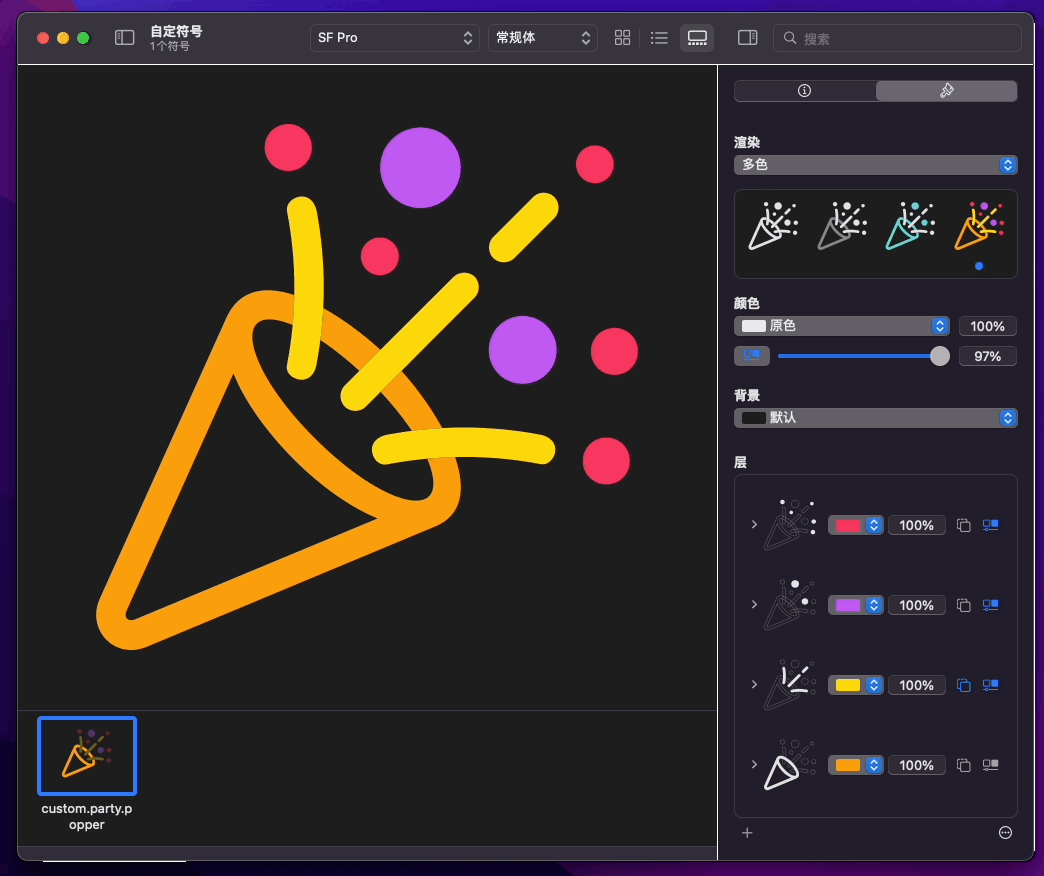 自定符号
1个符号
SF Pro
常规体
搜索
渲染
多色
颜色
原色
100%
97%
背景
默认
层
100%
100%
100%
100%
custom.party.p
opper